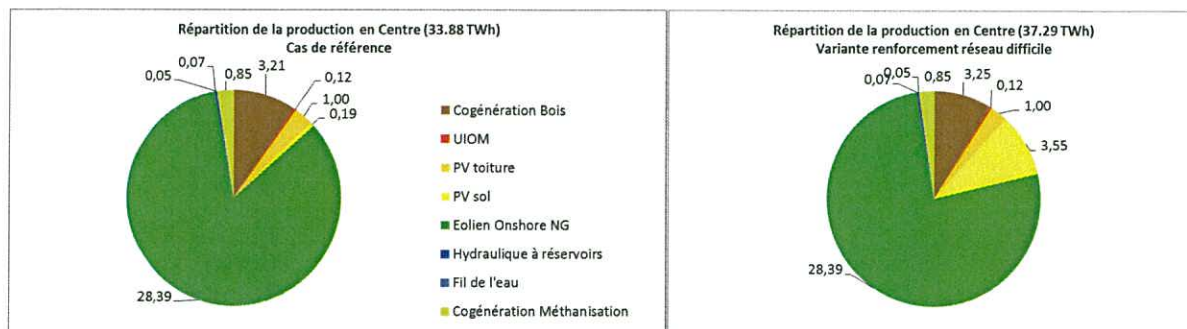 Répartition de la production en Centre (33.88 TWh)
Cas de référence
0,05
0,07
0,85
3,21
0,12
1,00
0,19
28,39
Cogénération Bois
UIOM
PV toiture
PV sol
Eolien Onshore NG
Hydraulique à réservoirs
Fil de l'eau
Cogénération Méthanisation
Répartition de la production en Centre (37.29 TWh)
Variante renforcement réseau difficile
0,07
0,05
0,85
3,25
0,12
1,00
3,55
28,39